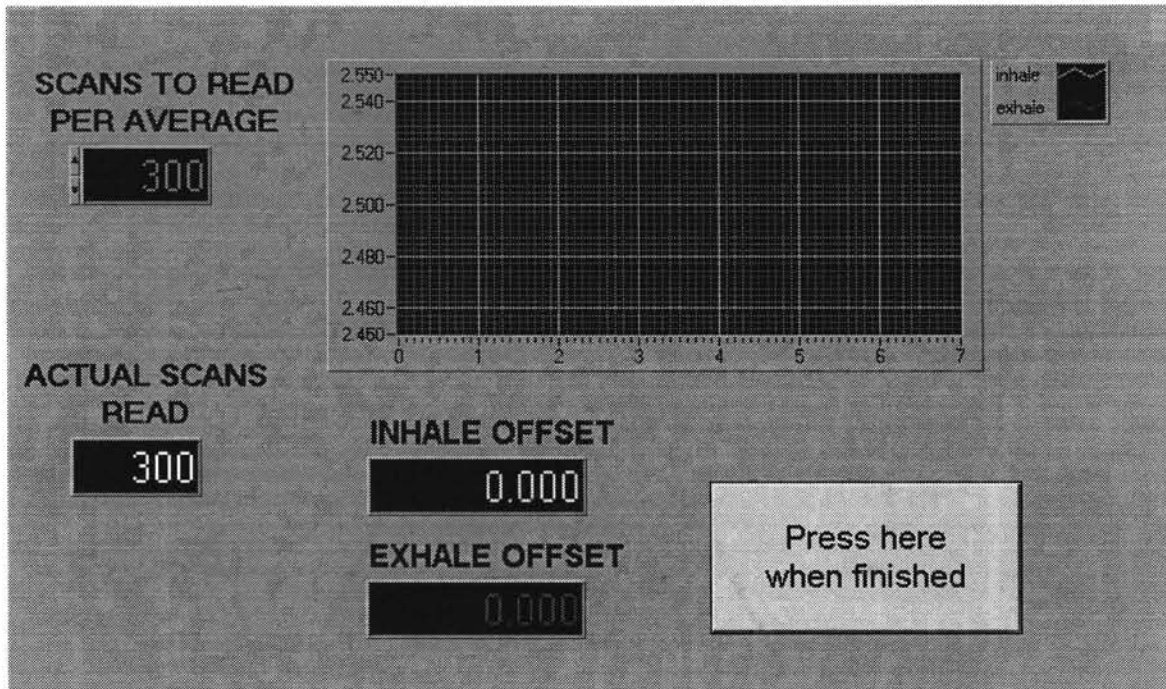 SCANS TO READ
PER AVERAGE
300
2.550
2.540
2.520
2.500
2.480
2.460
2.450
0 1 2 3 4 5 6 7
inhale
exhale
ACTUAL SCANS
READ
300
INHALE OFFSET
0.000
EXHALE OFFSET
0.000
Press here
when finished